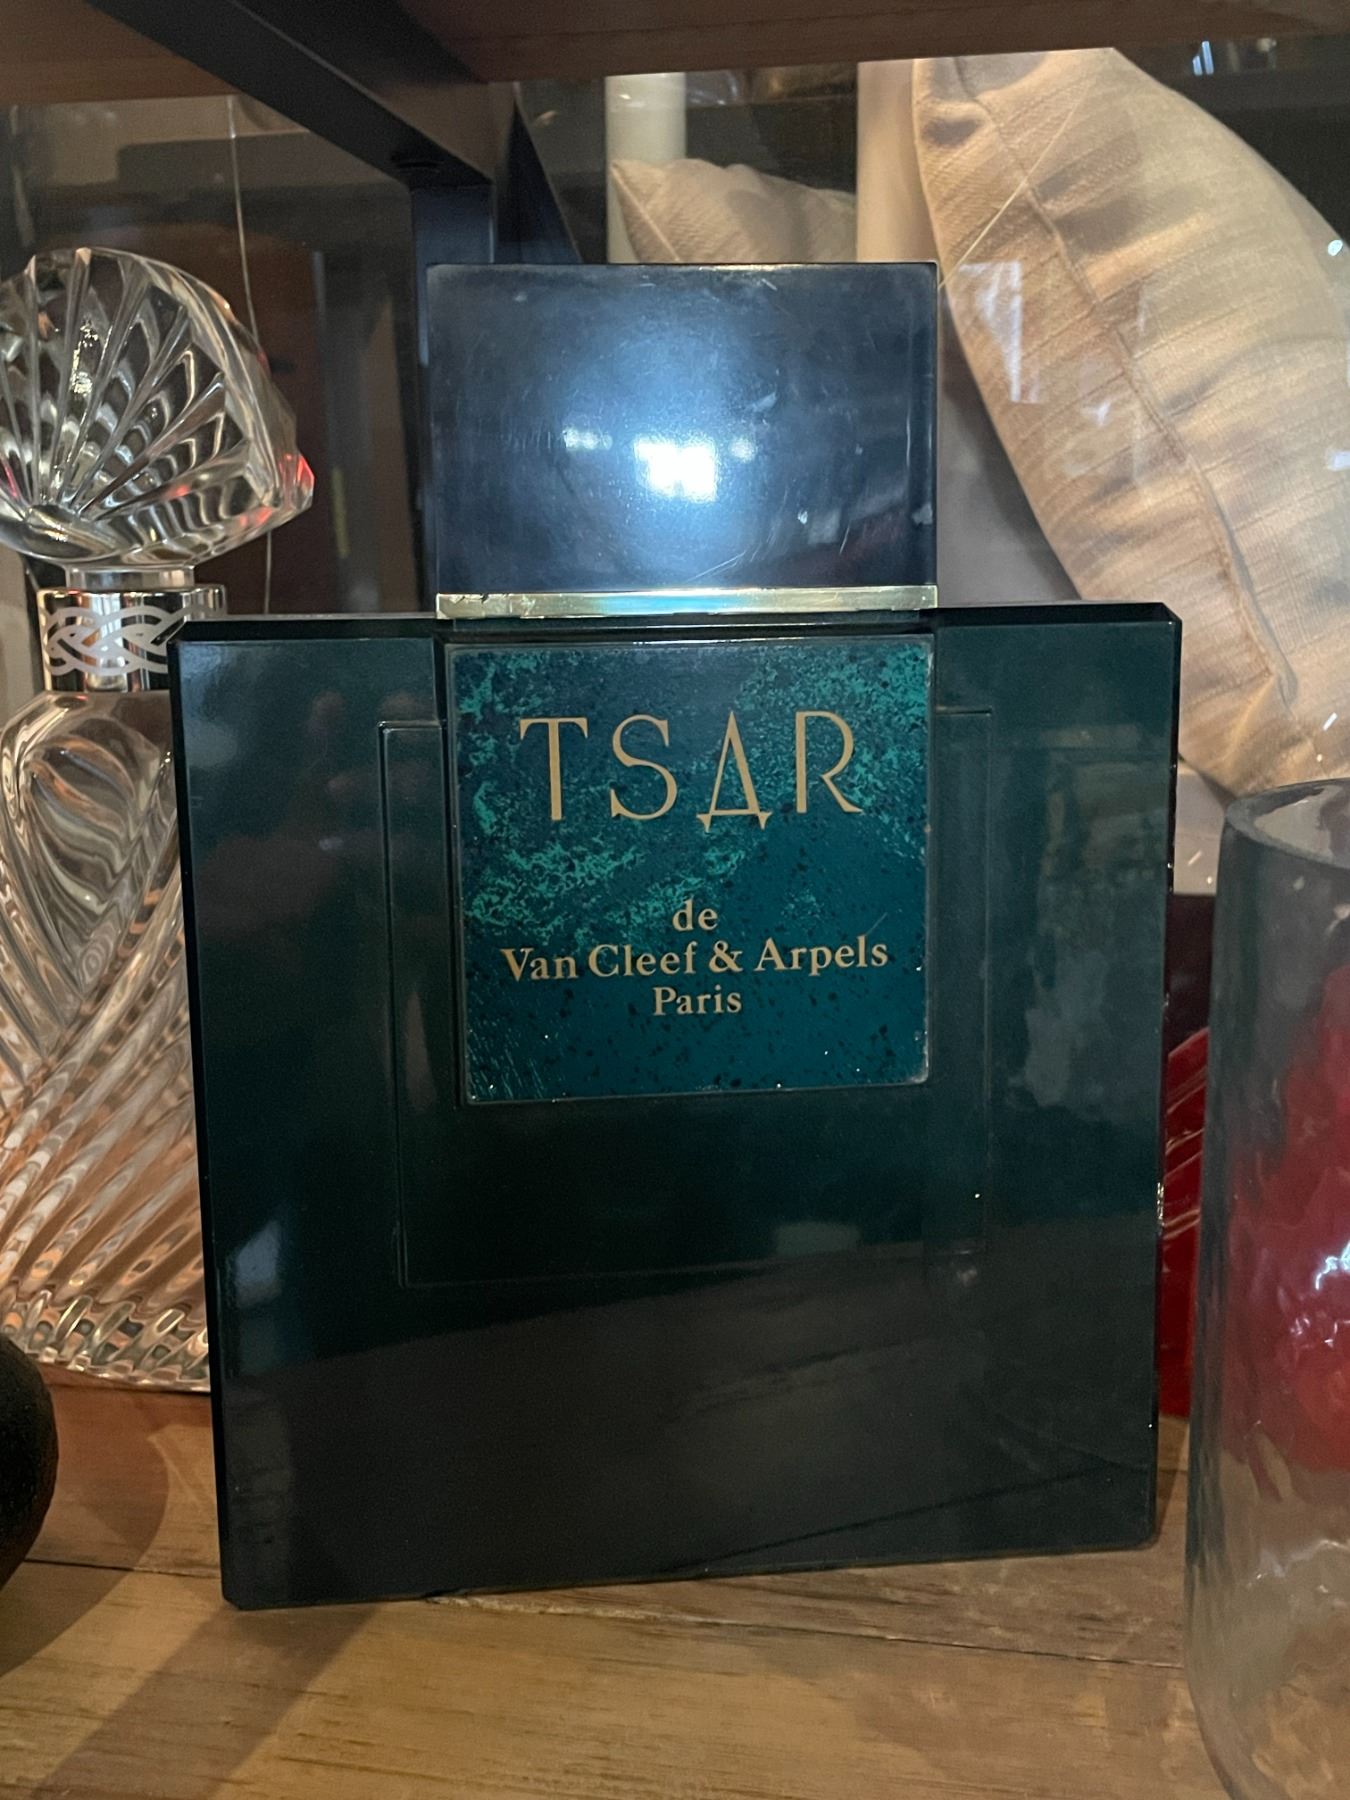 TSAR
de
Van Cleef & Arpels
Paris